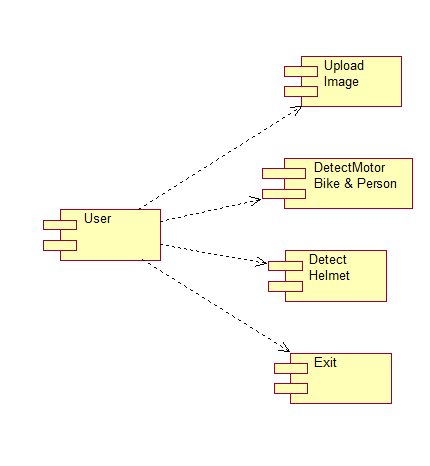 Upload
Image
DetectMotor
Bike & Person
User
Detect
Helmet
Exit